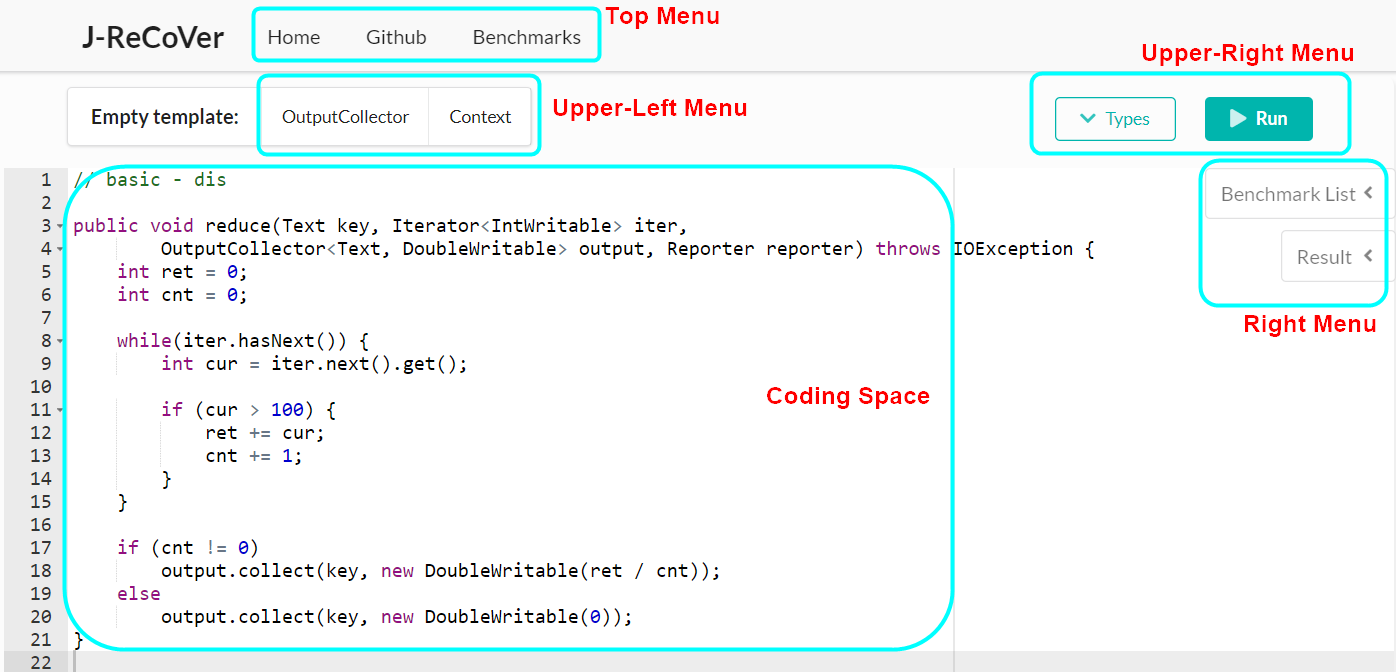 Top Menu
J-ReCoVer Home Github Benchmarks
Upper-Right Menu
Empty template: OutputCollector Context Upper-Left Menu Types Run
1 // basic - dis
Benchmark List
2
3 public void reduce(Text key, Iterator<IntWritable> iter,
4 OutputCollector<Text, DoubleWritable> output, Reporter reporter) throws IOException {
Result
5 int ret = 0;
6 int cnt = 0;
7
Right Menu
8 while(iter.hasNext()) {
9 int cur = iter.next().get();
10
Coding Space
11 if (cur > 100) {
12 ret += cur;
13 cnt += 1;
14 }
15 }
16
17 if (cnt != 0)
18 output.collect(key, new DoubleWritable(ret / cnt));
19 else
20 output.collect(key, new DoubleWritable(0));
21 }
22